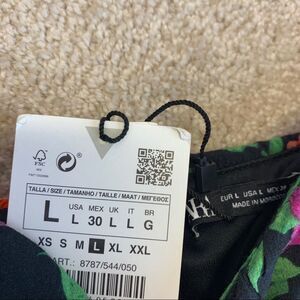 FSC
TALLA / SIZE / TAMANHO / TAILLE / MAAT / ΜΕΓΕΘΟΣ
L
USA MEX UK IT BR
L 30 L L G
XS S M L XL XXL
ART.: 8787/544/050
EUR L USA L MEX
MADE IN MOROCCO